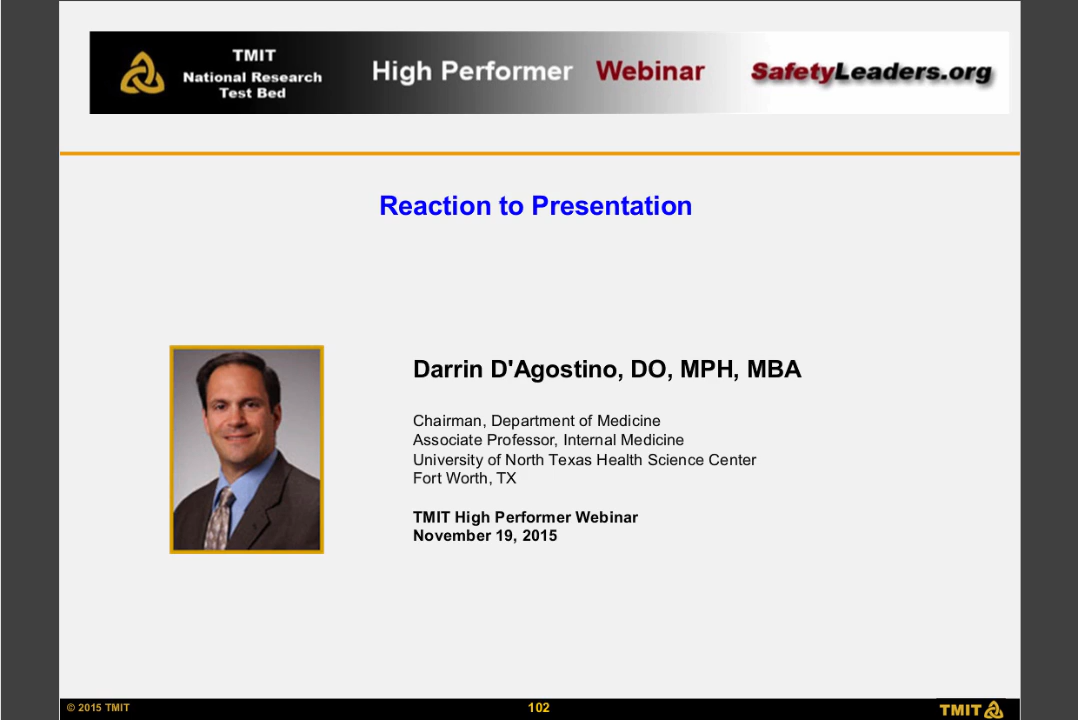 TMIT
National Research
Test Bed
High Performer Webinar
SafetyLeaders.org
Reaction to Presentation
Darrin D'Agostino, DO, MPH, MBA
Chairman, Department of Medicine
Associate Professor, Internal Medicine
University of North Texas Health Science Center
Fort Worth, TX
TMIT High Performer Webinar
November 19, 2015
© 2015 TMIT
102
TMIT